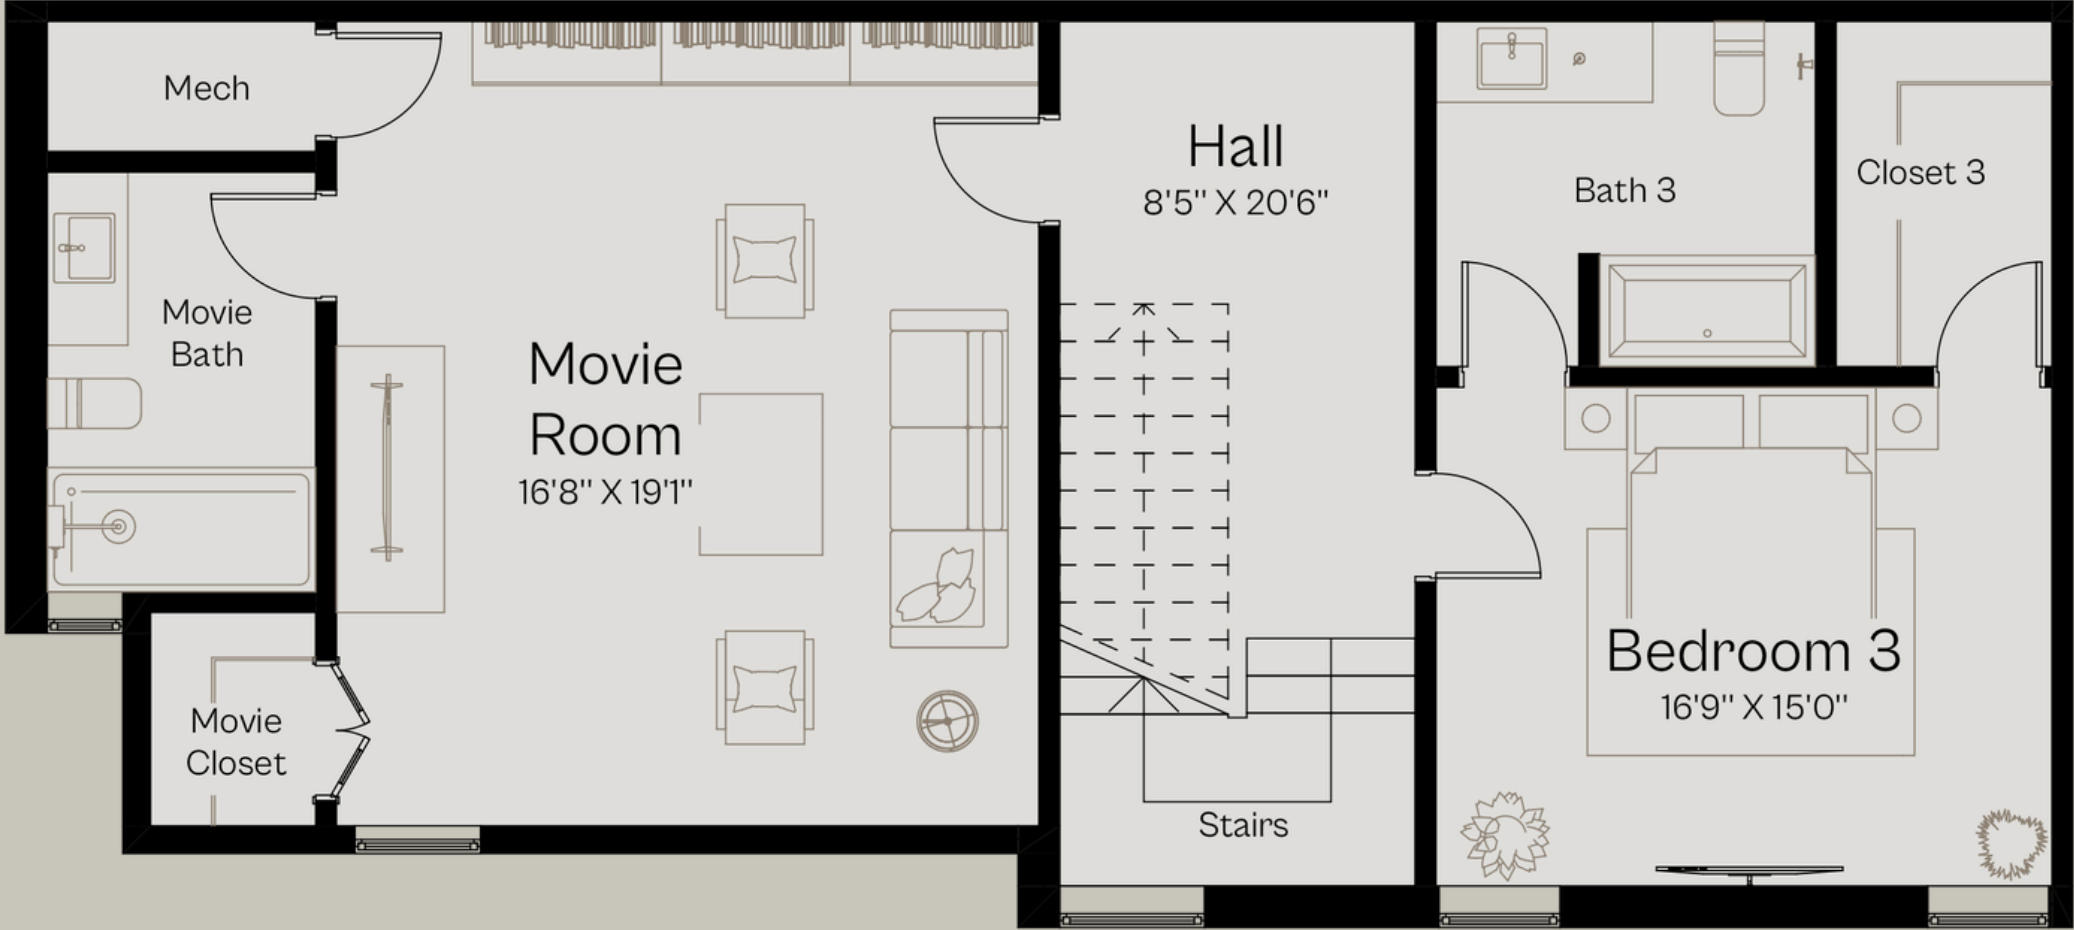 Mech
Movie
Bath
Movie
Closet
Movie
Room
16'8" X 19'1"
Hall
8'5" X 20'6"
Stairs
Bath 3
Closet 3
Bedroom 3
16'9" X 15'0"